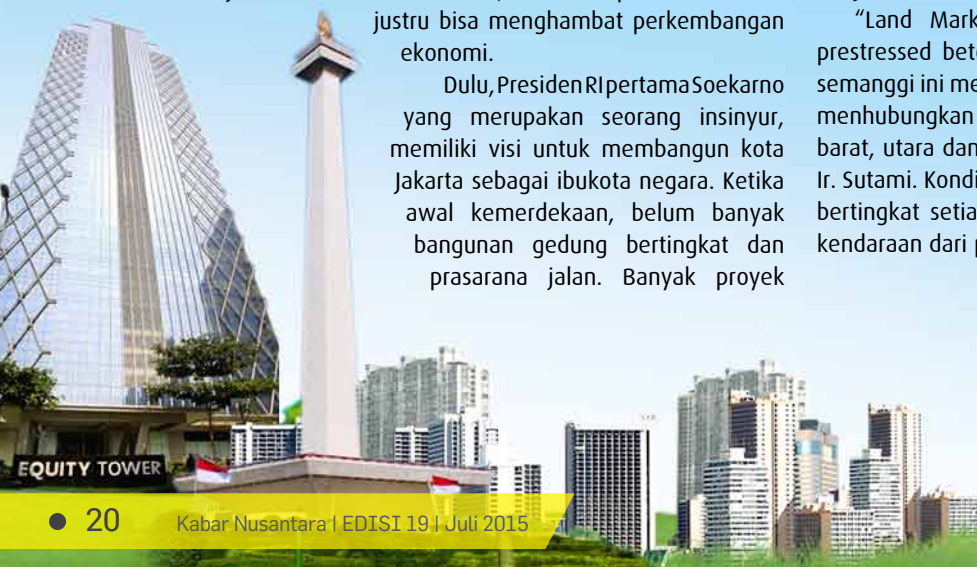 justru bisa menghambat perkembangan
ekonomi.
Dulu, Presiden RI pertama Soekarno
yang merupakan seorang insinyur,
memiliki visi untuk membangun kota
Jakarta sebagai ibukota negara. Ketika
awal kemerdekaan, belum banyak
bangunan gedung bertingkat dan
prasarana jalan. Banyak proyek
“Land Mark
prestressed bet
semanggi ini me
menhubungkan
barat, utara dan
Ir. Sutami. Kondi
bertingkat setia
kendaraan dari p
EQUITY TOWER
20 Kabar Nusantara | EDISI 19 | Juli 2015